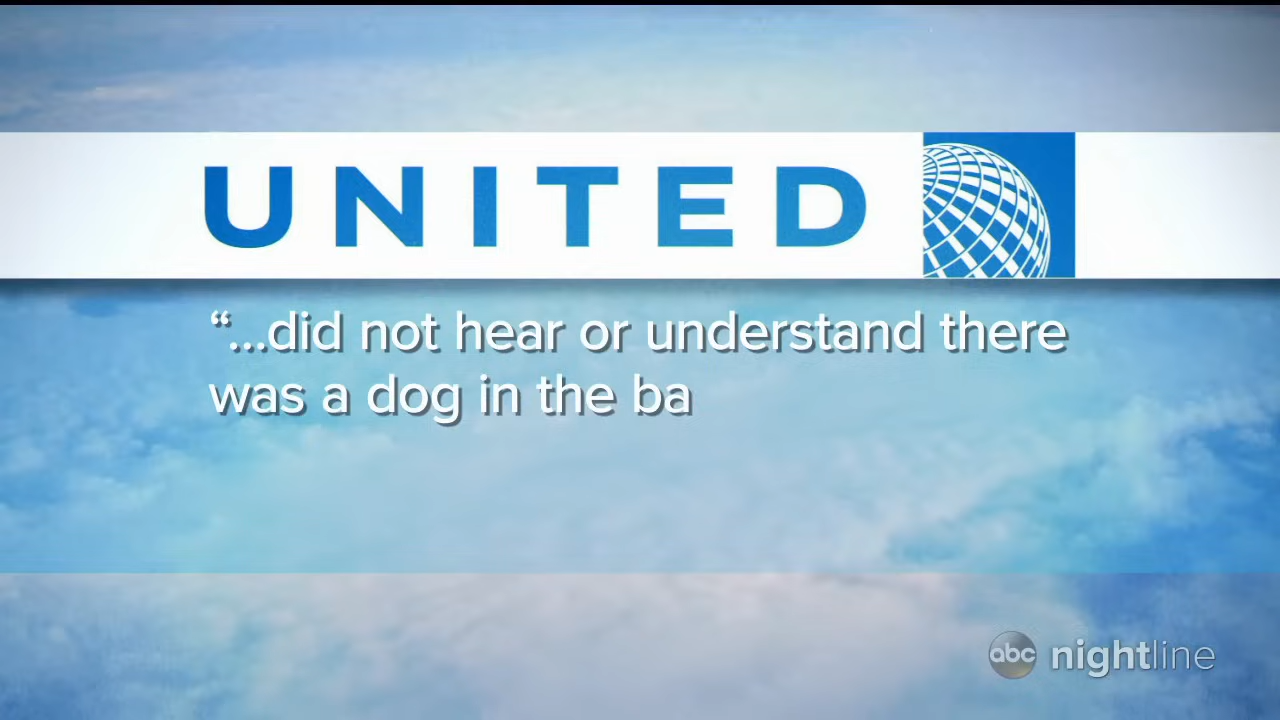 UNITED
“...did not hear or understand there
was a dog in the ba
abc nightline